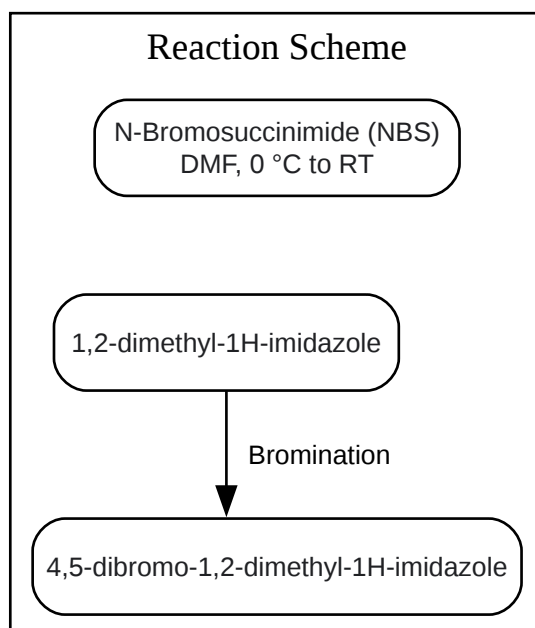 Reaction Scheme
N-Bromosuccinimide (NBS)
DMF, 0 °C to RT
1,2-dimethyl-1H-imidazole
Bromination
4,5-dibromo-1,2-dimethyl-1H-imidazole